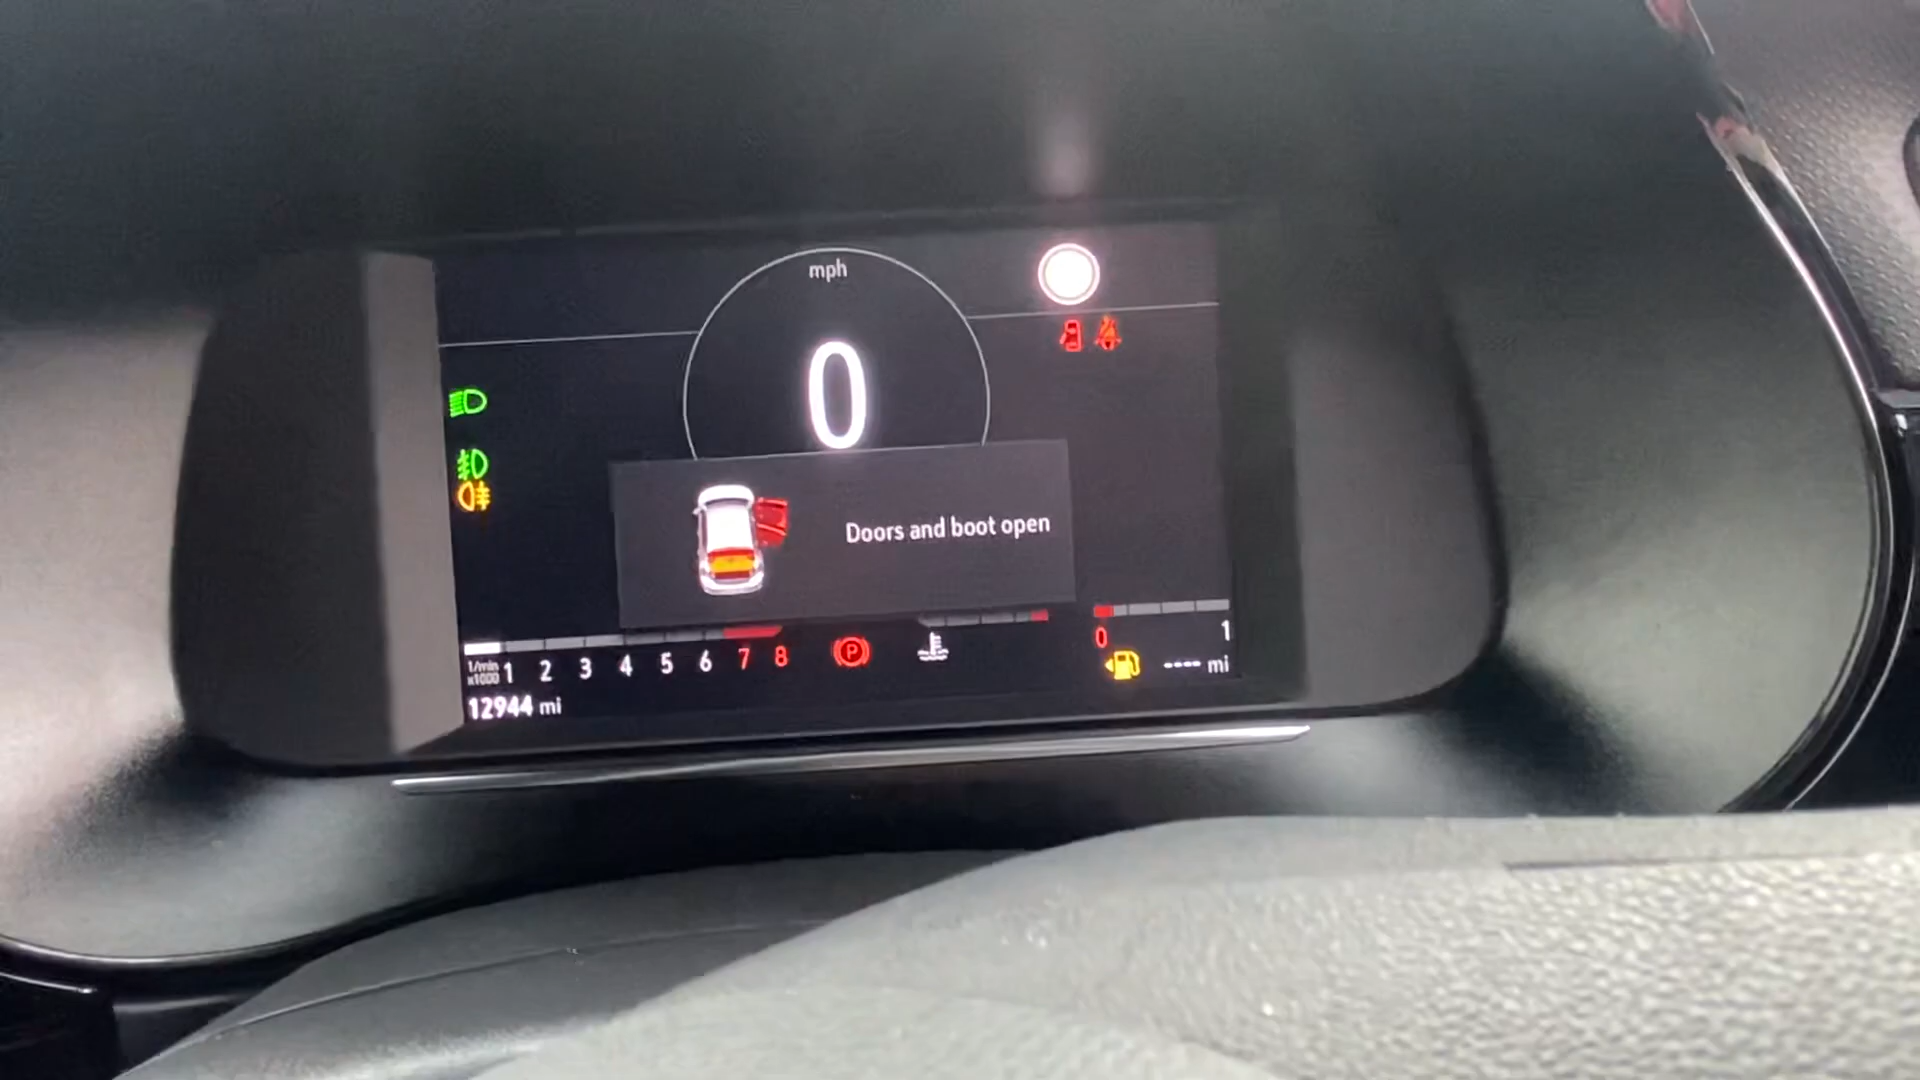 mph
0
Doors and boot open
1/min
x1000
1 2 3 4 5 6 7 8
P
0 1
---- mi
12944 mi